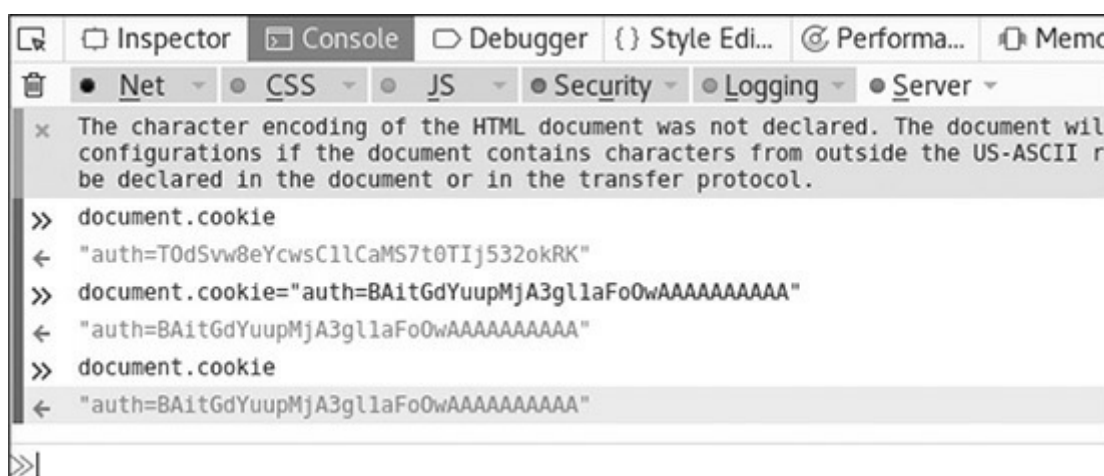 Inspector Console Debugger {} Style Edi... Performa... Memo
Net CSS JS Security Logging Server
× The character encoding of the HTML document was not declared. The document wil
configurations if the document contains characters from outside the US-ASCII r
be declared in the document or in the transfer protocol.
» document.cookie
← "auth=TOdSvw8eYcwsC1lCaMS7t0TIj532okRK"
» document.cookie="auth=BAitGdYuupMjA3gl1aFoOwAAAAAAAAAA"
← "auth=BAitGdYuupMjA3gl1aFoOwAAAAAAAAAA"
» document.cookie
← "auth=BAitGdYuupMjA3gl1aFoOwAAAAAAAAAA"
»